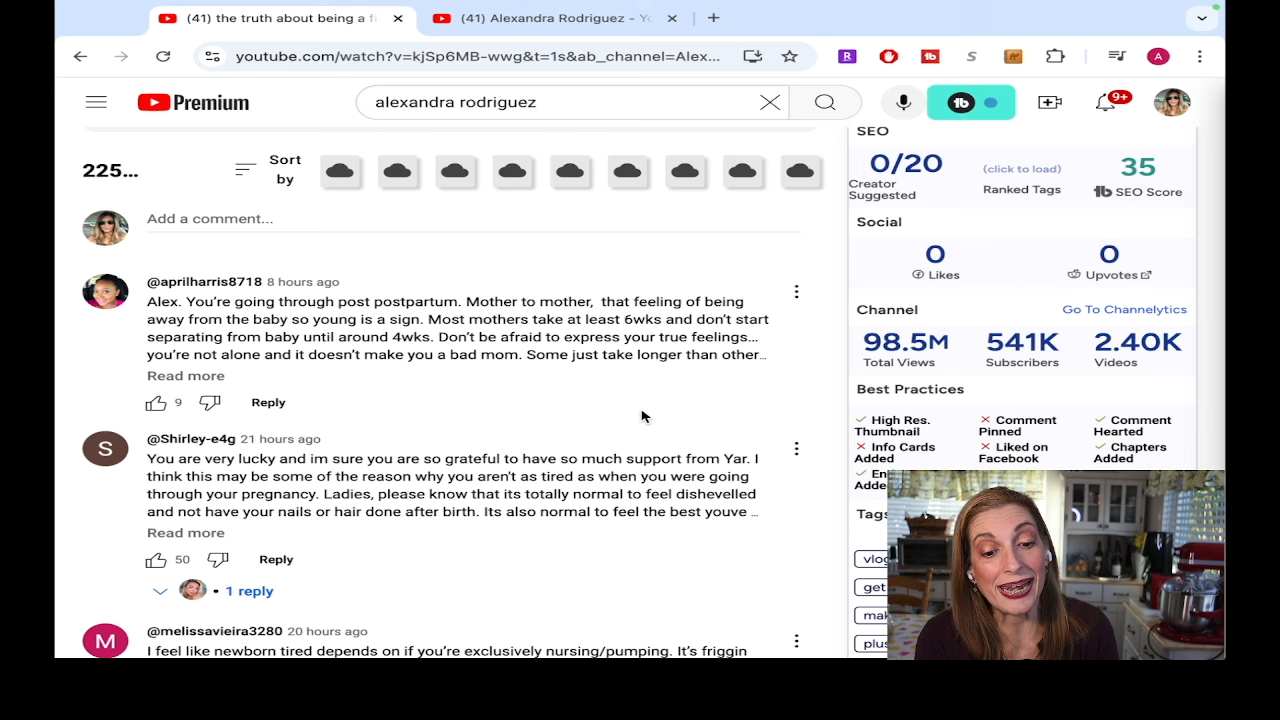 (41) the truth about being a fi
(41) Alexandra Rodriguez - Yo
youtube.com/watch?v=kjSp6MB-wwg&t=1s&ab_channel=Alex...
R
tb
S
A
Premium
alexandra rodriguez
tb
9+
225...
Sort by
Add a comment...
@aprilharris8718 8 hours ago
Alex. You're going through post postpartum. Mother to mother, that feeling of being
away from the baby so young is a sign. Most mothers take at least 6wks and don't start
separating from baby until around 4wks. Don't be afraid to express your true feelings...
you're not alone and it doesn't make you a bad mom. Some just take longer than other...
Read more
9
Reply
S
@Shirley-e4g 21 hours ago
You are very lucky and im sure you are so grateful to have so much support from Yar. I
think this may be some of the reason why you aren't as tired as when you were going
through your pregnancy. Ladies, please know that its totally normal to feel dishevelled
and not have your nails or hair done after birth. Its also normal to feel the best youve ...
Read more
50
Reply
• 1 reply
M
@melissavieira3280 20 hours ago
I feel like newborn tired depends on if you're exclusively nursing/pumping. It's friggin
SEO
0/20
Creator Suggested
(click to load)
Ranked Tags
35
tb SEO Score
Social
0
Likes
0
Upvotes
Channel
Go To Channelytics
98.5M
Total Views
541K
Subscribers
2.40K
Videos
Best Practices
High Res. Thumbnail
Comment Pinned
Comment Hearted
Info Cards Added
Liked on Facebook
Chapters Added
En
Adde
Tags
vlog
get
mak
plus